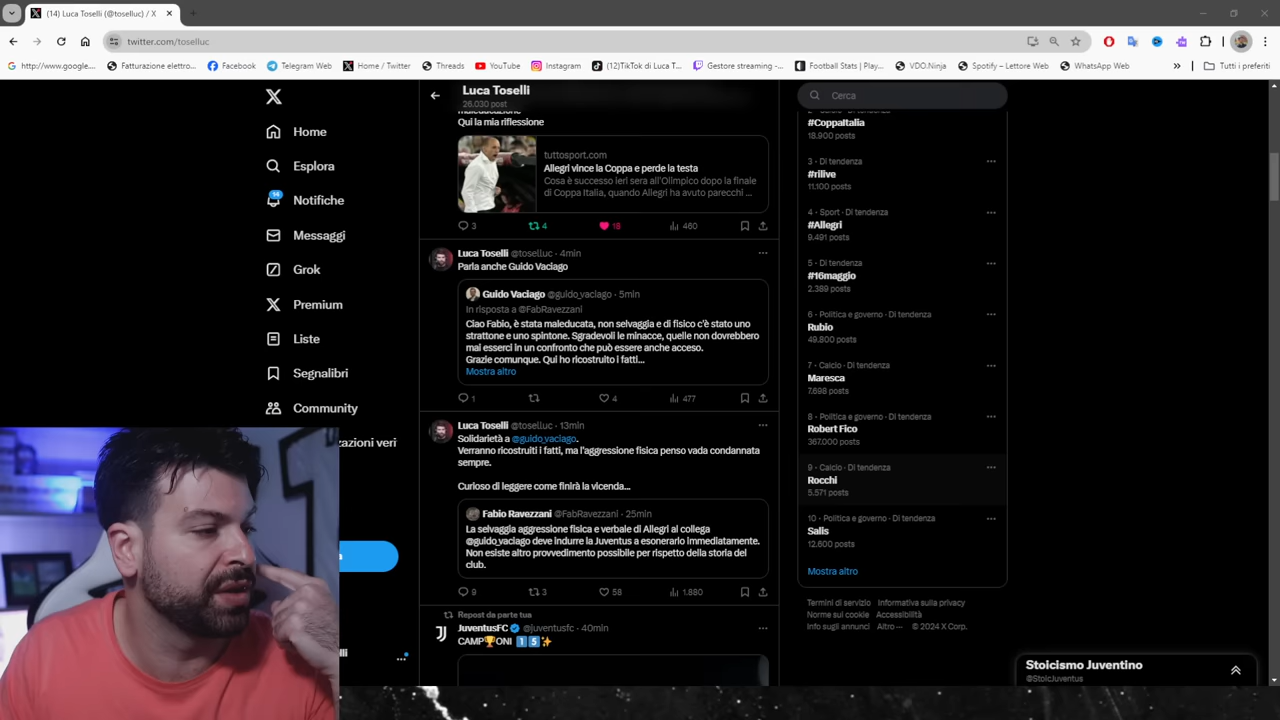 (14) Luca Toselli (@toselluc) / X
twitter.com/toselluc
http://www.google....
Fatturazione elettro...
Facebook
Telegram Web
Home / Twitter
Threads
YouTube
Instagram
(12)TikTok di Luca T...
Gestore streaming -...
Football Stats | Play...
VDO.Ninja
Spotify – Lettore Web
WhatsApp Web
Tutti i preferiti
Home
Esplora
14
Notifiche
Messaggi
Grok
Premium
Liste
Segnalibri
Community
zazioni veri
Luca Toselli
26.030 post
Qui la mia riflessione
tuttosport.com
Allegri vince la Coppa e perde la testa
Cosa è successo ieri sera all'Olimpico dopo la finale
di Coppa Italia, quando Allegri ha avuto parecchi ...
3 4 18 460
Luca Toselli @toselluc · 4min
Parla anche Guido Vaciago
Guido Vaciago @guido_vaciago · 5min
In risposta a @FabRavezzani
Ciao Fabio, è stata maleducata, non selvaggia e di fisico c'è stato uno
strattone e uno spintone. Sgradevoli le minacce, quelle non dovrebbero
mai esserci in un confronto che può essere anche acceso.
Grazie comunque. Qui ho ricostruito i fatti...
Mostra altro
1 4 477
Luca Toselli @toselluc · 13min
Solidarietà a @guido_vaciago.
Verranno ricostruiti i fatti, ma l'aggressione fisica penso vada condannata
sempre.
Curioso di leggere come finirà la vicenda...
Fabio Ravezzani @FabRavezzani · 25min
La selvaggia aggressione fisica e verbale di Allegri al collega
@guido_vaciago deve indurre la Juventus a esonerarlo immediatamente.
Non esiste altro provvedimento possibile per rispetto della storia del
club.
9 3 58 1.880
Repost da parte tua
JuventusFC @juventusfc · 40min
CAMP🏆ONI 1️⃣5️⃣✨
Cerca
#CoppaItalia
18.900 posts
3 · Di tendenza
#rilive
11.100 posts
4 · Sport · Di tendenza
#Allegri
9.491 posts
5 · Di tendenza
#16maggio
2.389 posts
6 · Politica e governo · Di tendenza
Rubio
49.800 posts
7 · Calcio · Di tendenza
Maresca
7.698 posts
8 · Politica e governo · Di tendenza
Robert Fico
367.000 posts
9 · Calcio · Di tendenza
Rocchi
5.571 posts
10 · Politica e governo · Di tendenza
Salis
12.600 posts
Mostra altro
Termini di servizio Informativa sulla privacy
Norme sui cookie Accessibilità
Info sugli annunci Altro ··· © 2024 X Corp.
Stoicismo Juventino
@StoicJuventus